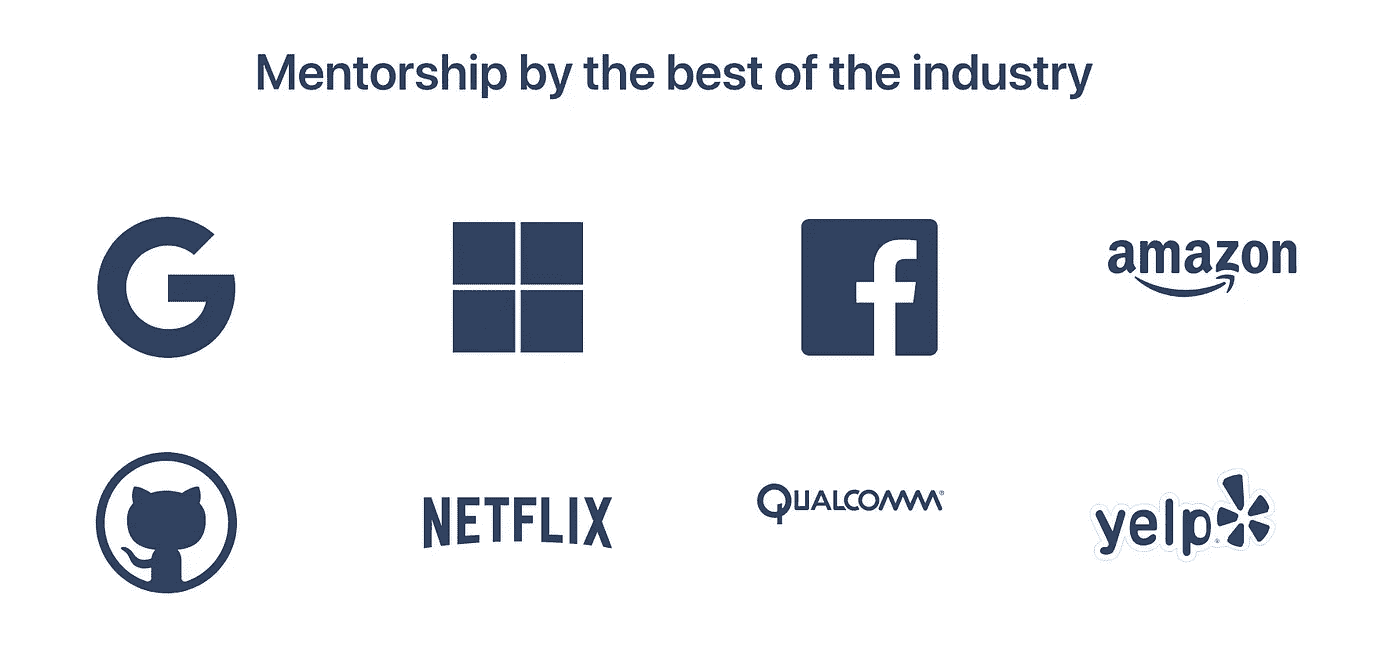 Mentorship by the best of the industry
G
f
amazon
NETFLIX
QUALCOMM®
yelp®